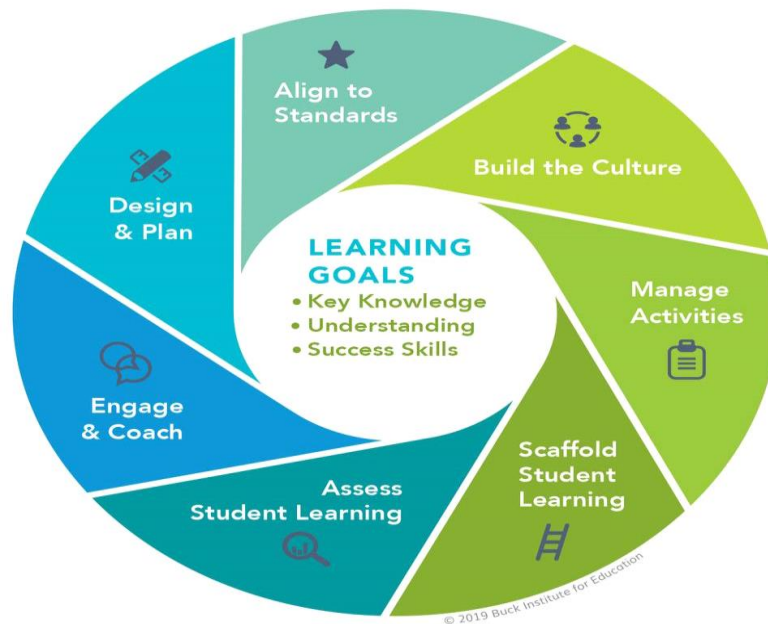 Align to
Standards
Build the Culture
Design
& Plan
LEARNING
GOALS
• Key Knowledge
• Understanding
• Success Skills
Manage
Activities
Engage
& Coach
Scaffold
Student
Learning
Assess
Student Learning
© 2019 Buck Institute for Education